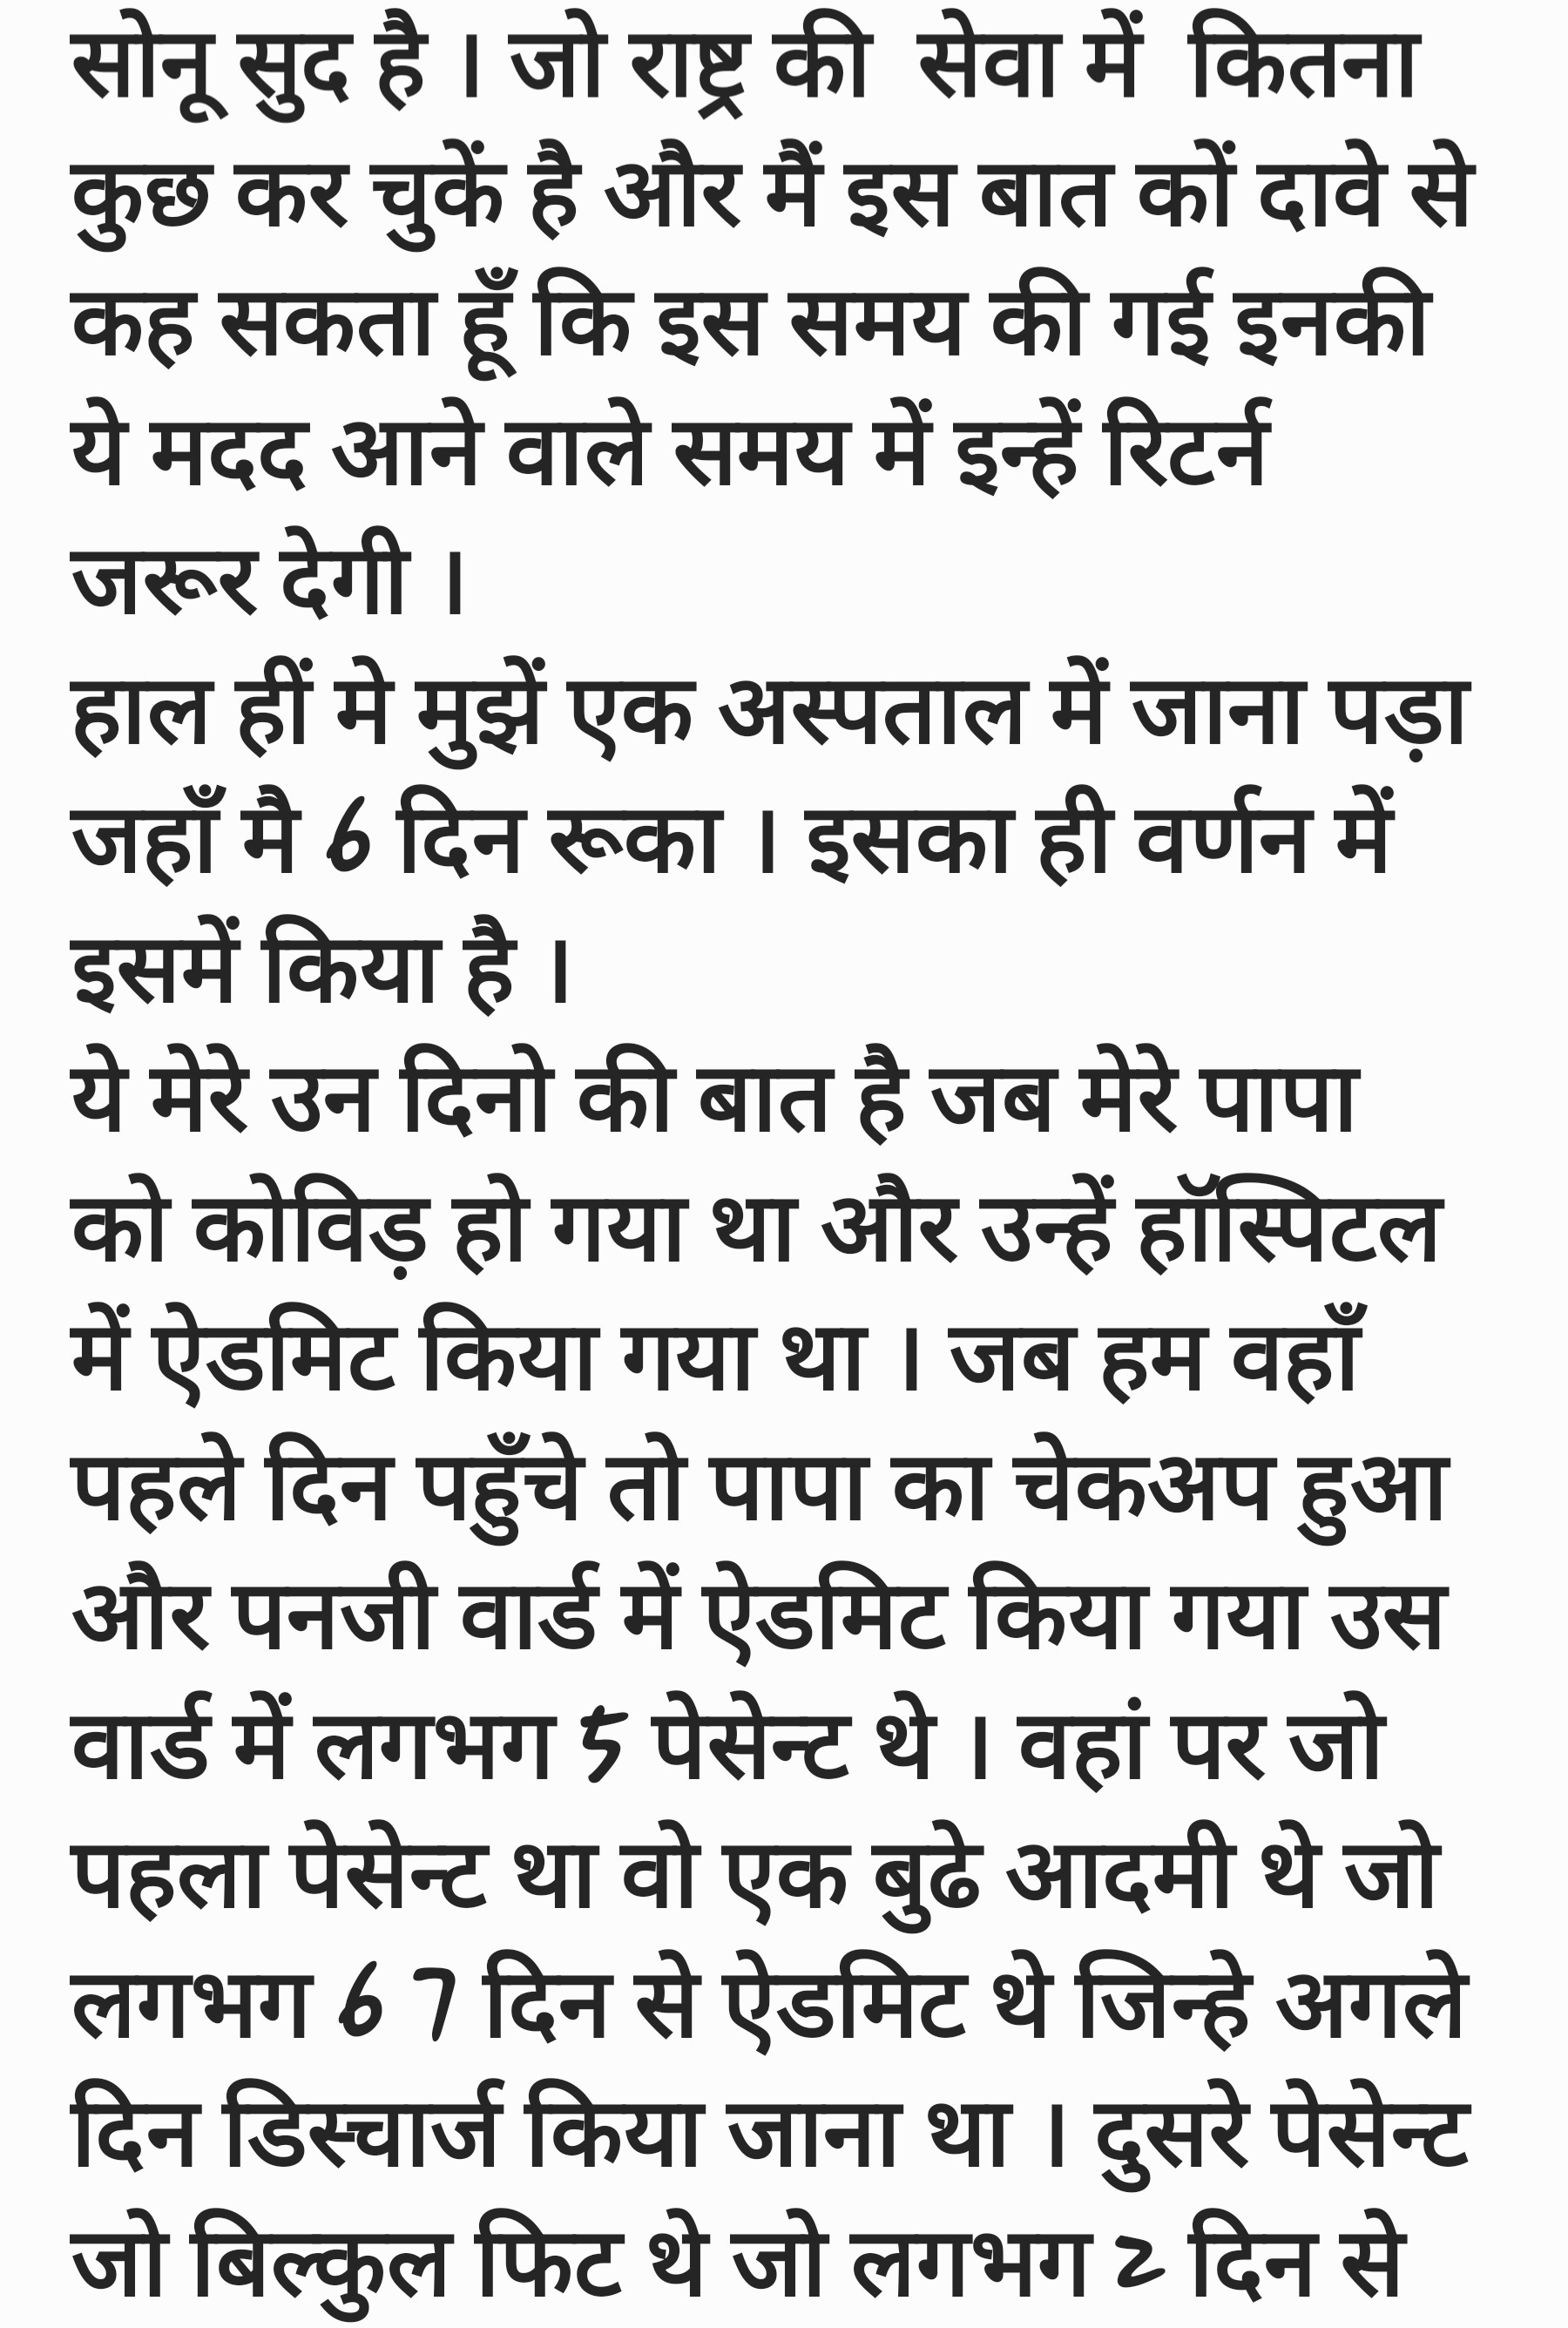 सोनू सुद है । जो राष्ट्र की सेवा में कितना
कुछ कर चुकें है और मैं इस बात कों दावे से
कह सकता हूँ कि इस समय की गई इनकी
ये मदद आने वाले समय में इन्हें रिटर्न
जरूर देगी ।
हाल हीं मे मुझें एक अस्पताल में जाना पड़ा
जहाँ मै 6 दिन रूका । इसका ही वर्णन में
इसमें किया है ।
ये मेरे उन दिनो की बात है जब मेरे पापा
को कोविड़ हो गया था और उन्हें हॉस्पिटल
में ऐडमिट किया गया था । जब हम वहाँ
पहले दिन पहुँचे तो पापा का चेकअप हुआ
और पनजी वार्ड में ऐडमिट किया गया उस
वार्ड में लगभग 5 पेसेन्ट थे । वहां पर जो
पहला पेसेन्ट था वो एक बुढे आदमी थे जो
लगभग 6 7 दिन से ऐडमिट थे जिन्हे अगले
दिन डिस्चार्ज किया जाना था । दुसरे पेसेन्ट
जो बिल्कुल फिट थे जो लगभग 2 दिन से